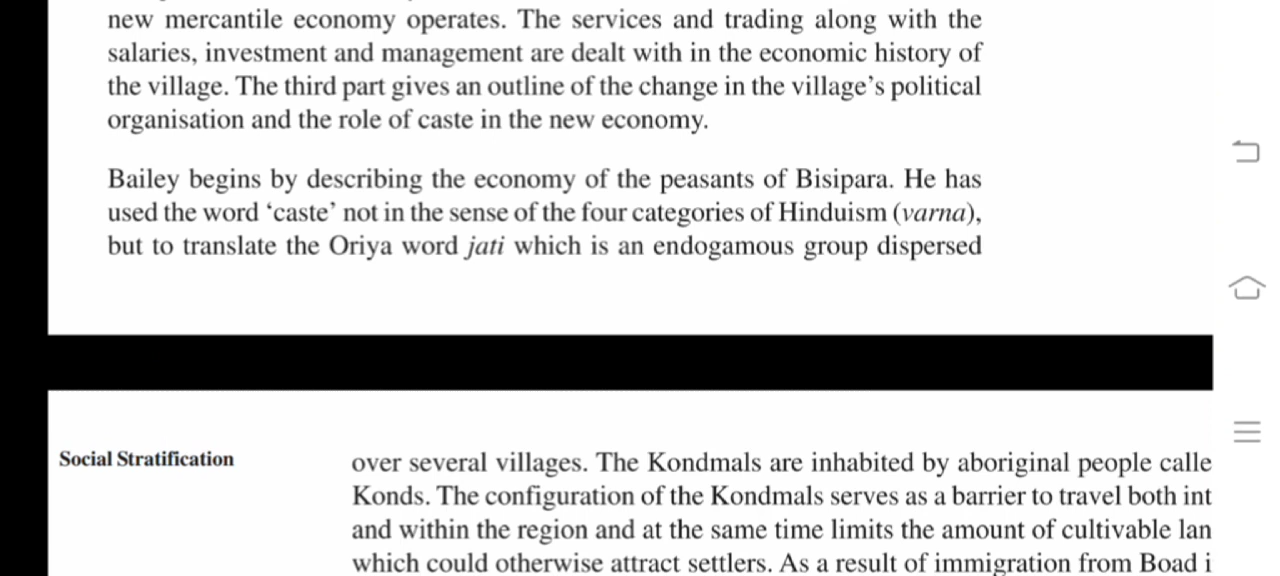 new mercantile economy operates. The services and trading along with the
salaries, investment and management are dealt with in the economic history of
the village. The third part gives an outline of the change in the village’s political
organisation and the role of caste in the new economy.
Bailey begins by describing the economy of the peasants of Bisipara. He has
used the word ‘caste’ not in the sense of the four categories of Hinduism (varna),
but to translate the Oriya word jati which is an endogamous group dispersed
Social Stratification
over several villages. The Kondmals are inhabited by aboriginal people calle
Konds. The configuration of the Kondmals serves as a barrier to travel both int
and within the region and at the same time limits the amount of cultivable lan
which could otherwise attract settlers. As a result of immigration from Boad i